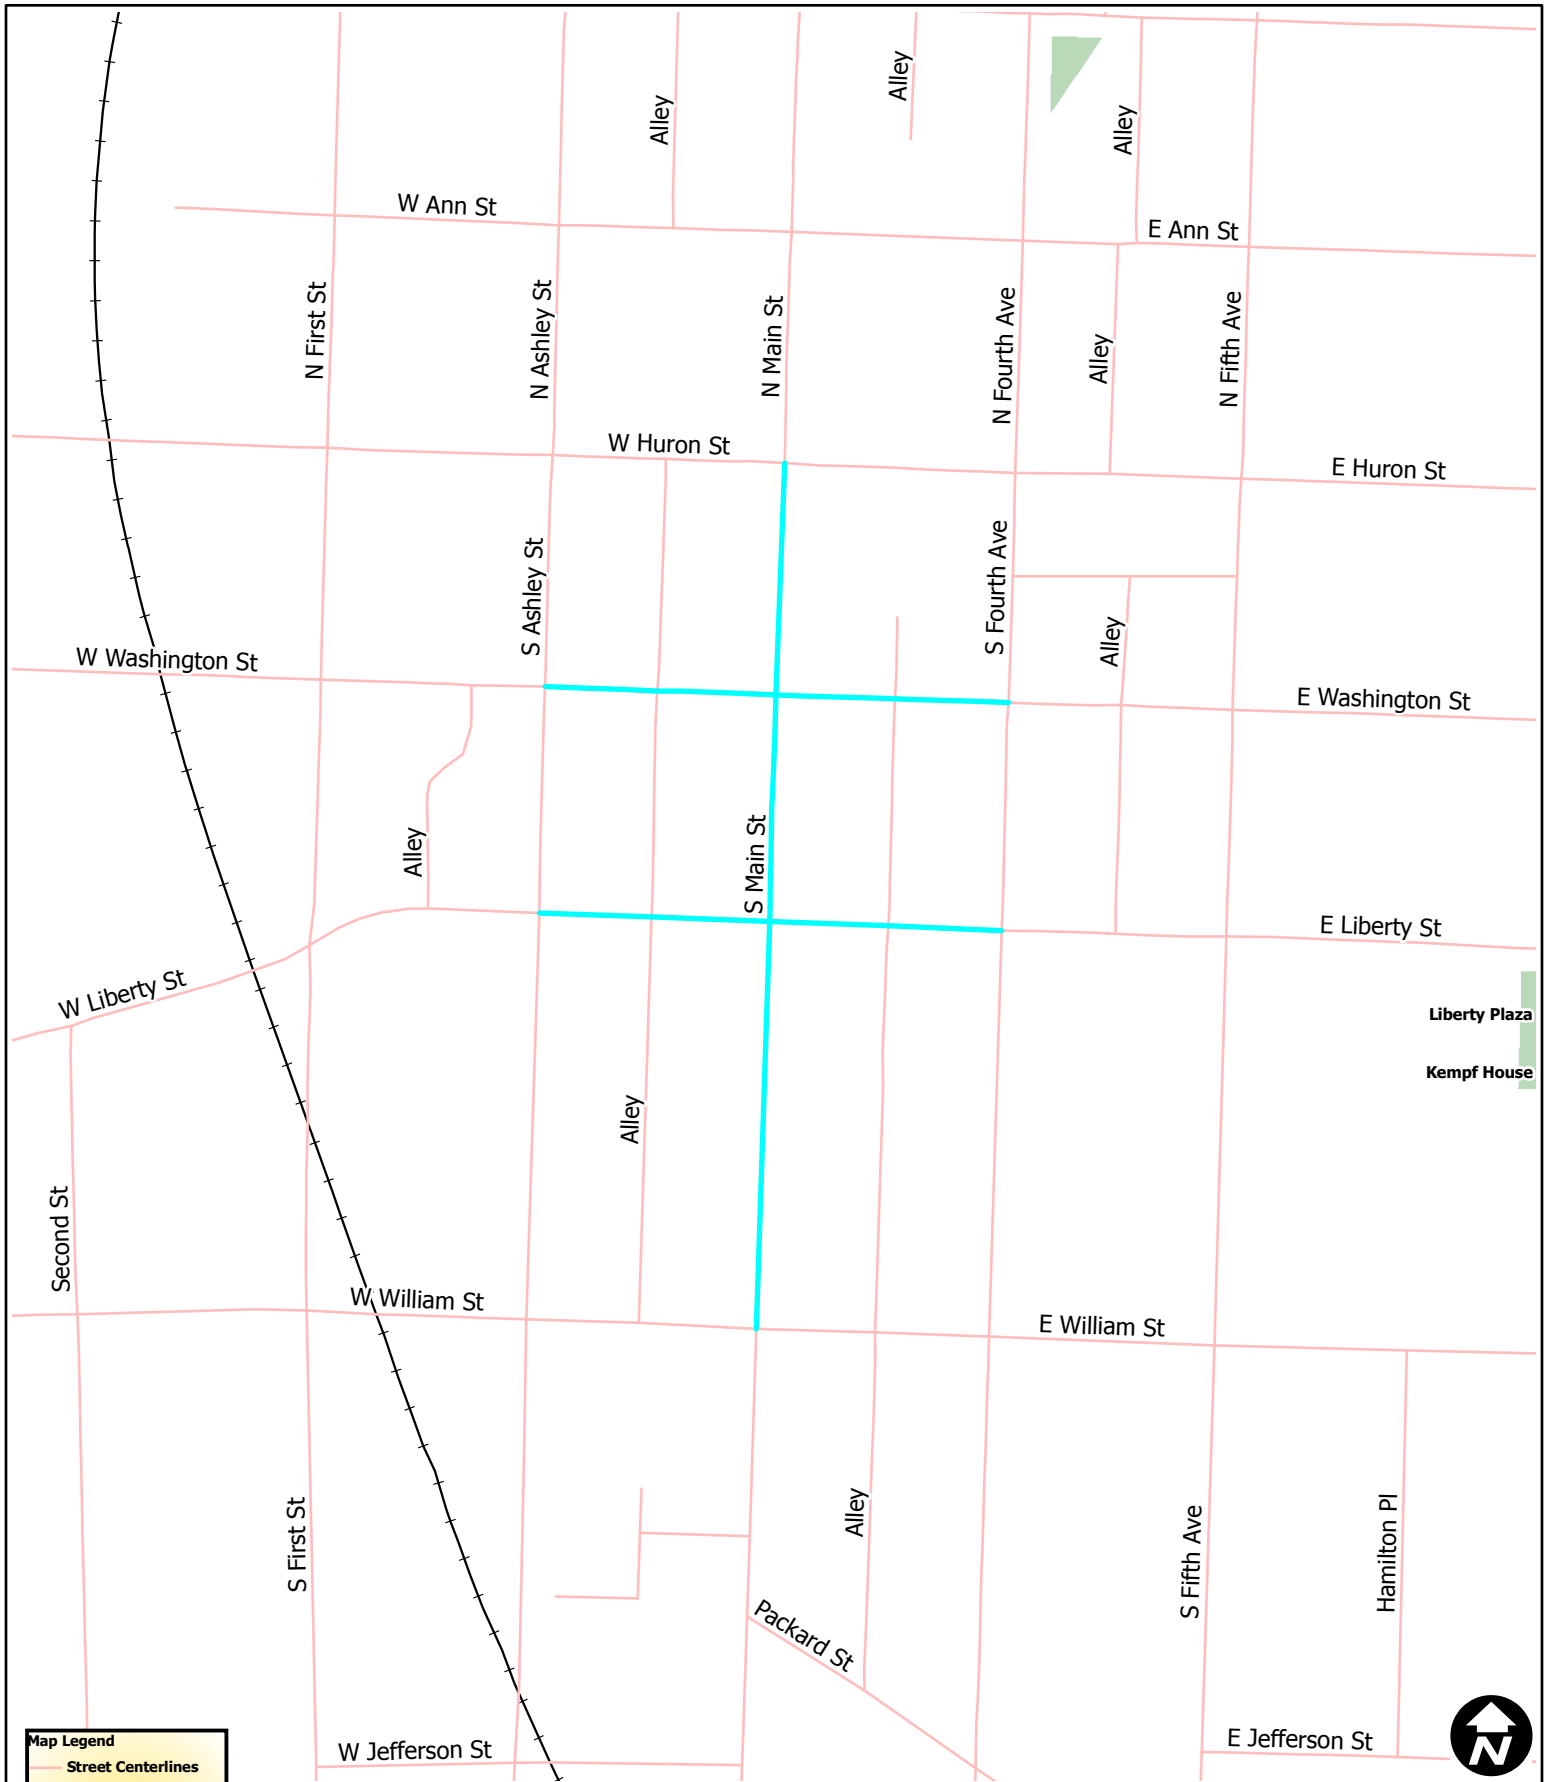 Alley
Alley
Alley
W Ann St
E Ann St
N First St
N Ashley St
N Main St
N Fourth Ave
Alley
N Fifth Ave
W Huron St
E Huron St
S Ashley St
S Fourth Ave
Alley
W Washington St
E Washington St
Alley
S Main St
E Liberty St
W Liberty St
Liberty Plaza
Kempf House
Alley
Second St
W William St
E William St
S First St
Alley
S Fifth Ave
Hamilton Pl
Packard St
W Jefferson St
E Jefferson St
Map Legend
Street Centerlines
N